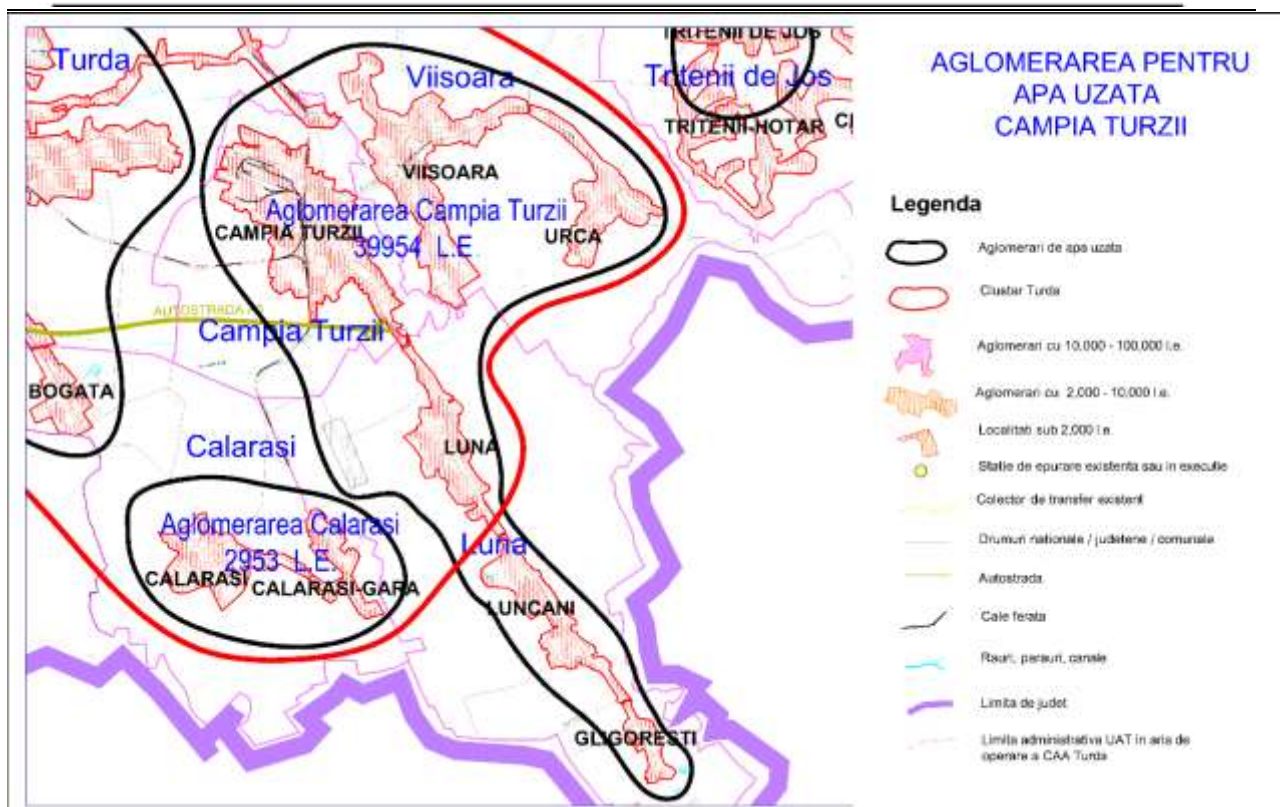 TRITENII DE JOS
Turda
Viisoara
Tritenii de Jos
TRITENII-HOTAR
VIISOARA
Aglomerarea Campia Turzii
CAMPIA TURZII
39954 L.E.
URCA
AUTOSTRADA
Campia Turzii
BOGATA
Calarasi
LUNA
Aglomerarea Calarasi
2953 L.E.
Luna
CALARASI
CALARASI-GARA
LUNCANI
GLIGORESTI
AGLOMERAREA PENTRU
APA UZATA
CAMPIA TURZII
Legenda
Aglomerari de apa uzata
Cluster Turda
Aglomerari cu 10,000 - 100,000 l.e.
Aglomerari cu 2,000 - 10,000 l.e.
Localitati sub 2,000 l.e.
Statie de epurare existenta sau in executie
Colector de transfer existent
Drumuri nationale / judetene / comunale
Autostrada
Cale ferata
Rauri, parauri, canale
Limita de judet
Limita administrativa UAT in aria de
operare a CAA Turda